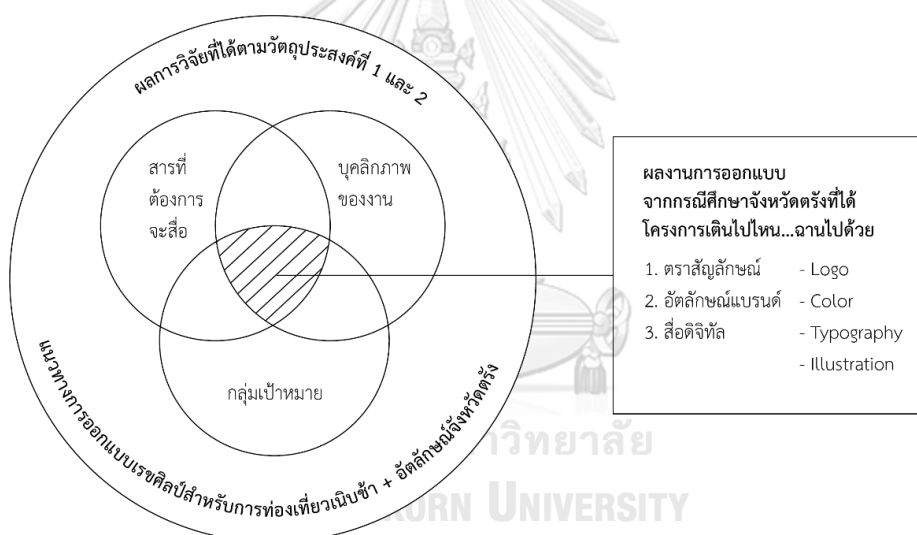 ผลการวิจัยที่ได้ตามวัตถุประสงค์ที่ 1 และ 2
สารที่
ต้องการ
จะสื่อ
บุคลิกภาพ
ของงาน
กลุ่มเป้าหมาย
แนวทางการออกแบบเรขศิลป์สำหรับการท่องเที่ยวเนิบช้า + อัตลักษณ์จังหวัดตรัง
ผลงานการออกแบบ
จากกรณีศึกษาจังหวัดตรังที่ได้
โครงการเตินไปไหน...ฉานไปด้วย
1. ตราสัญลักษณ์ - Logo
2. อัตลักษณ์แบรนด์ - Color
3. สื่อดิจิทัล - Typography
- Illustration
าวิทยาลัย
KORN UNIVERSITY